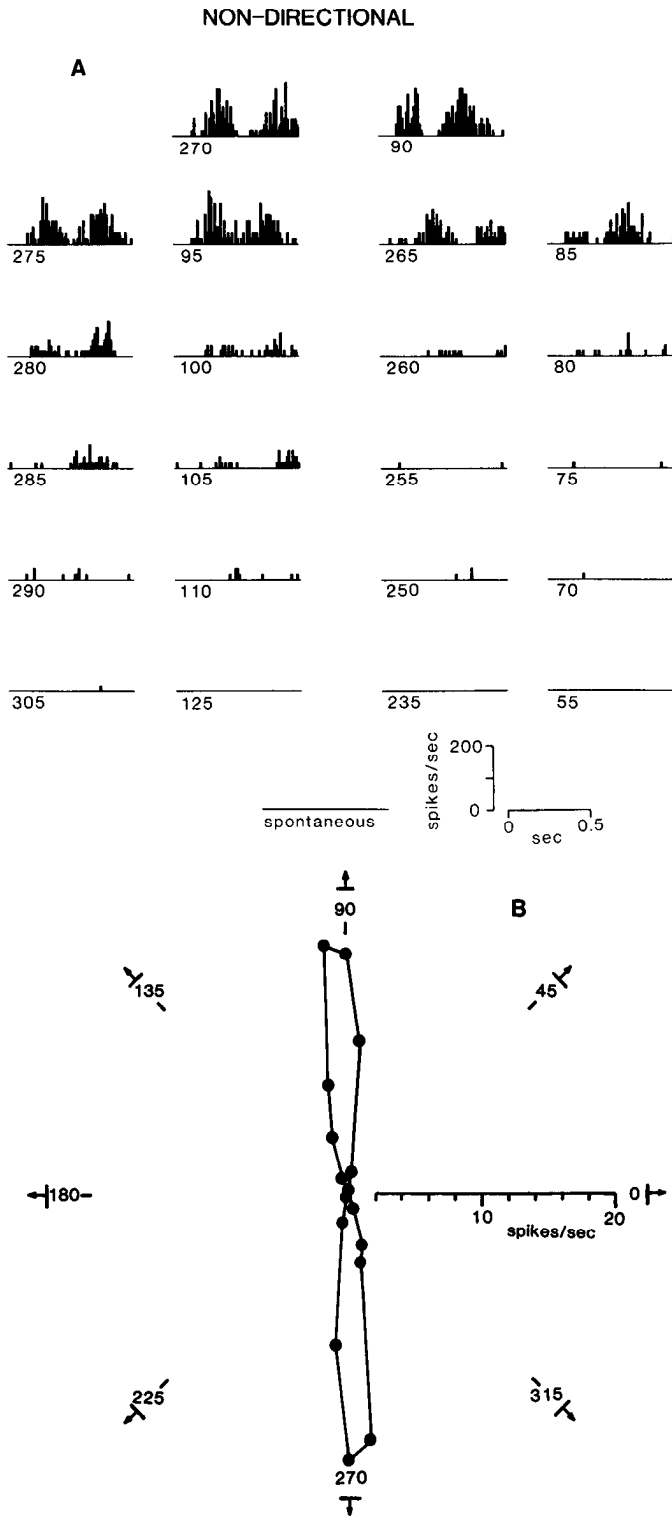 NON-DIRECTIONAL
A
270 90
275 95 265 85
280 100 260 80
285 105 255 75
290 110 250 70
305 125 235 55
spikes/sec
200
0
0 0.5
sec
spontaneous
B
90
135 45
180 0
10 20
spikes/sec
225 315
270